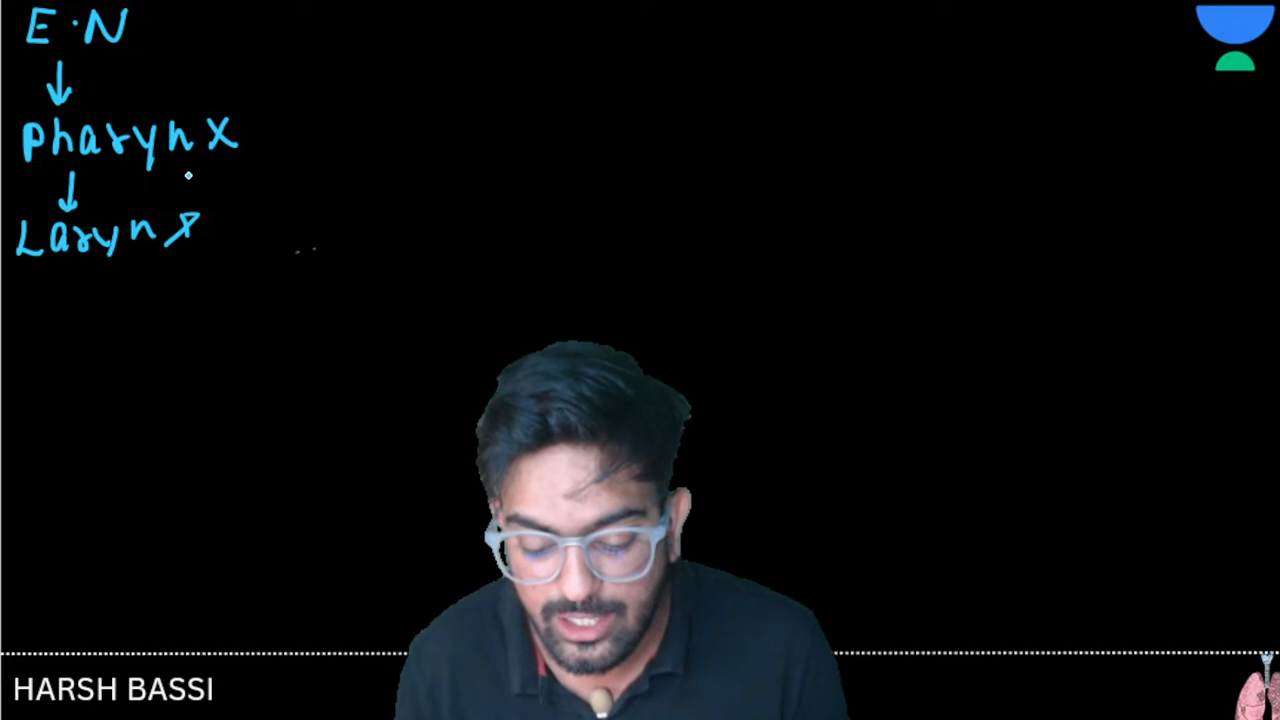 E·N
↓
Pharynx
↓
Larynx
HARSH BASSI